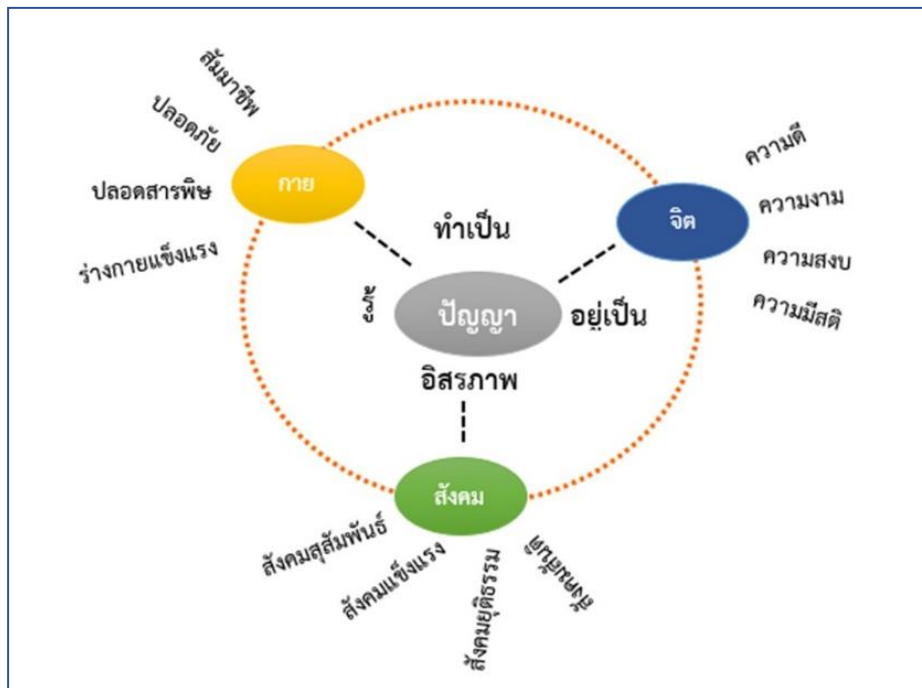 สัมมาชีพ
ปลอดภัย
ปลอดสารพิษ
ร่างกายแข็งแรง
กาย
ความดี
ความงาม
ความสงบ
ความมีสติ
จิต
ทำเป็น
ปัญญา
อยู่เป็น
อิสรภาพ
สังคม
สังคมสุสัมพันธ์
สังคมแข็งแรง
สังคมยุติธรรม
สังคมสันติ